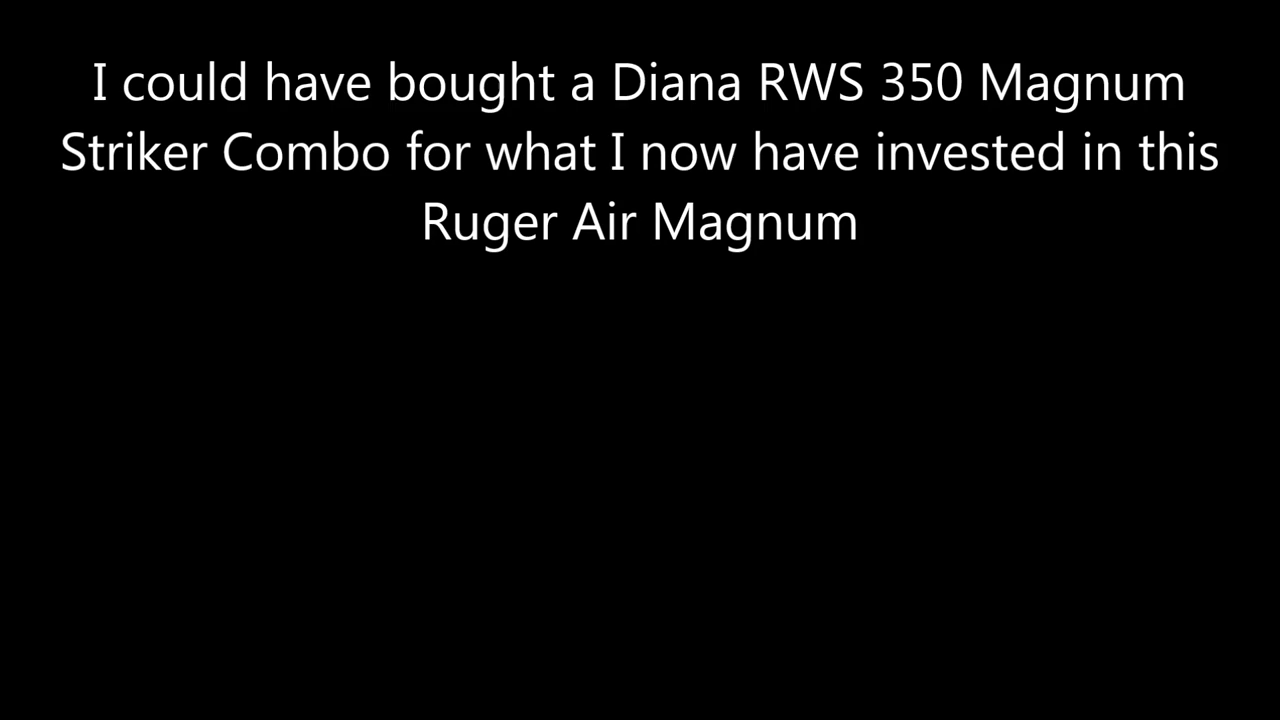 I could have bought a Diana RWS 350 Magnum
Striker Combo for what I now have invested in this
Ruger Air Magnum